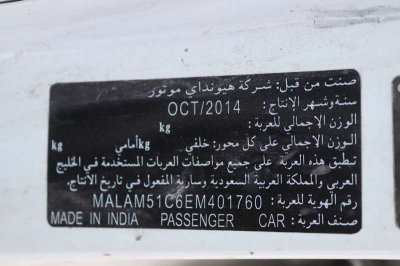 صنعت من قبل: شركة هيونداي موتور
سنة وشهر الإنتاج: OCT/2014
الوزن الإجمالي للعربة: kg
الوزن الإجمالي على كل محور: خلفي kg أمامي kg
تطبق هذه العربة على جميع مواصفات العربات المستخدمة في الخليج
العربي والمملكة العربية السعودية وسارية المفعول في تاريخ الأنتاج.
رقم الهوية للعربة: MALAM51C6EM401760
صنف العربة: MADE IN INDIA PASSENGER CAR